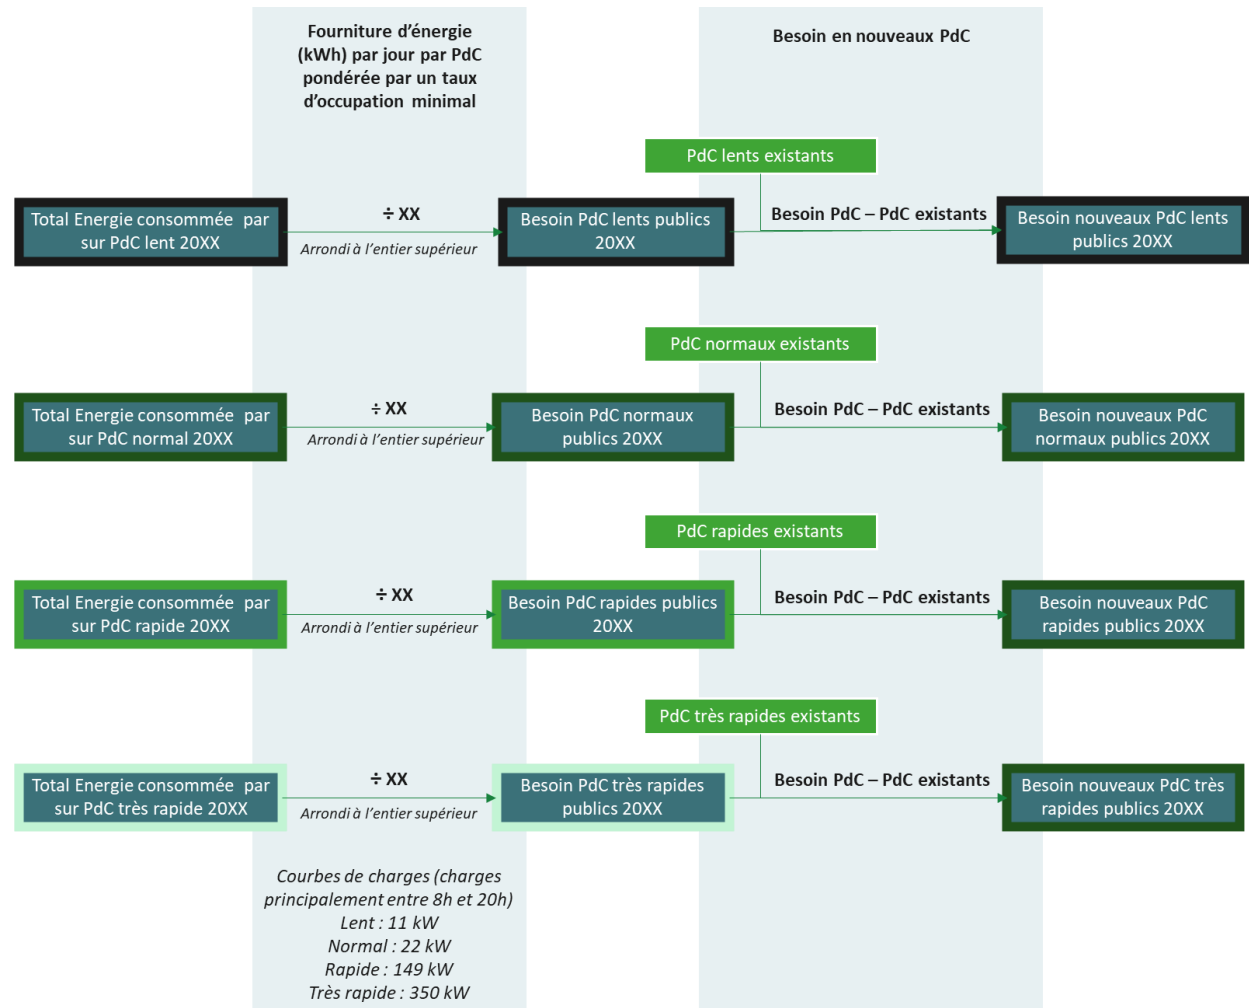 Fourniture d'énergie
(kWh) par jour par PdC
pondérée par un taux
d'occupation minimal
Besoin en nouveaux PdC
PdC lents existants
Total Energie consommée par
sur PdC lent 20XX
÷ XX
Arrondi à l'entier supérieur
Besoin PdC lents publics
20XX
Besoin PdC – PdC existants
Besoin nouveaux PdC lents
publics 20XX
PdC normaux existants
Total Energie consommée par
sur PdC normal 20XX
÷ XX
Arrondi à l'entier supérieur
Besoin PdC normaux
publics 20XX
Besoin PdC – PdC existants
Besoin nouveaux PdC
normaux publics 20XX
PdC rapides existants
Total Energie consommée par
sur PdC rapide 20XX
÷ XX
Arrondi à l'entier supérieur
Besoin PdC rapides publics
20XX
Besoin PdC – PdC existants
Besoin nouveaux PdC
rapides publics 20XX
PdC très rapides existants
Total Energie consommée par
sur PdC très rapide 20XX
÷ XX
Arrondi à l'entier supérieur
Besoin PdC très rapides
publics 20XX
Besoin PdC – PdC existants
Besoin nouveaux PdC très
rapides publics 20XX
Courbes de charges (charges
principalement entre 8h et 20h)
Lent : 11 kW
Normal : 22 kW
Rapide : 149 kW
Très rapide : 350 kW